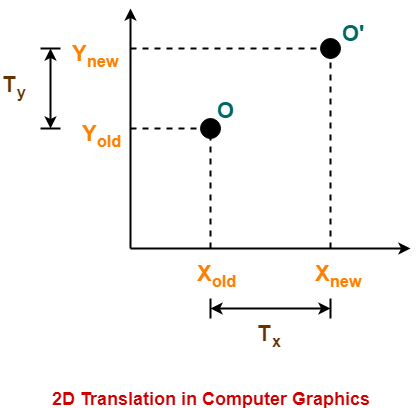 O'
Ynew
Ty
O
Yold
Xold
Xnew
Tx
2D Translation in Computer Graphics